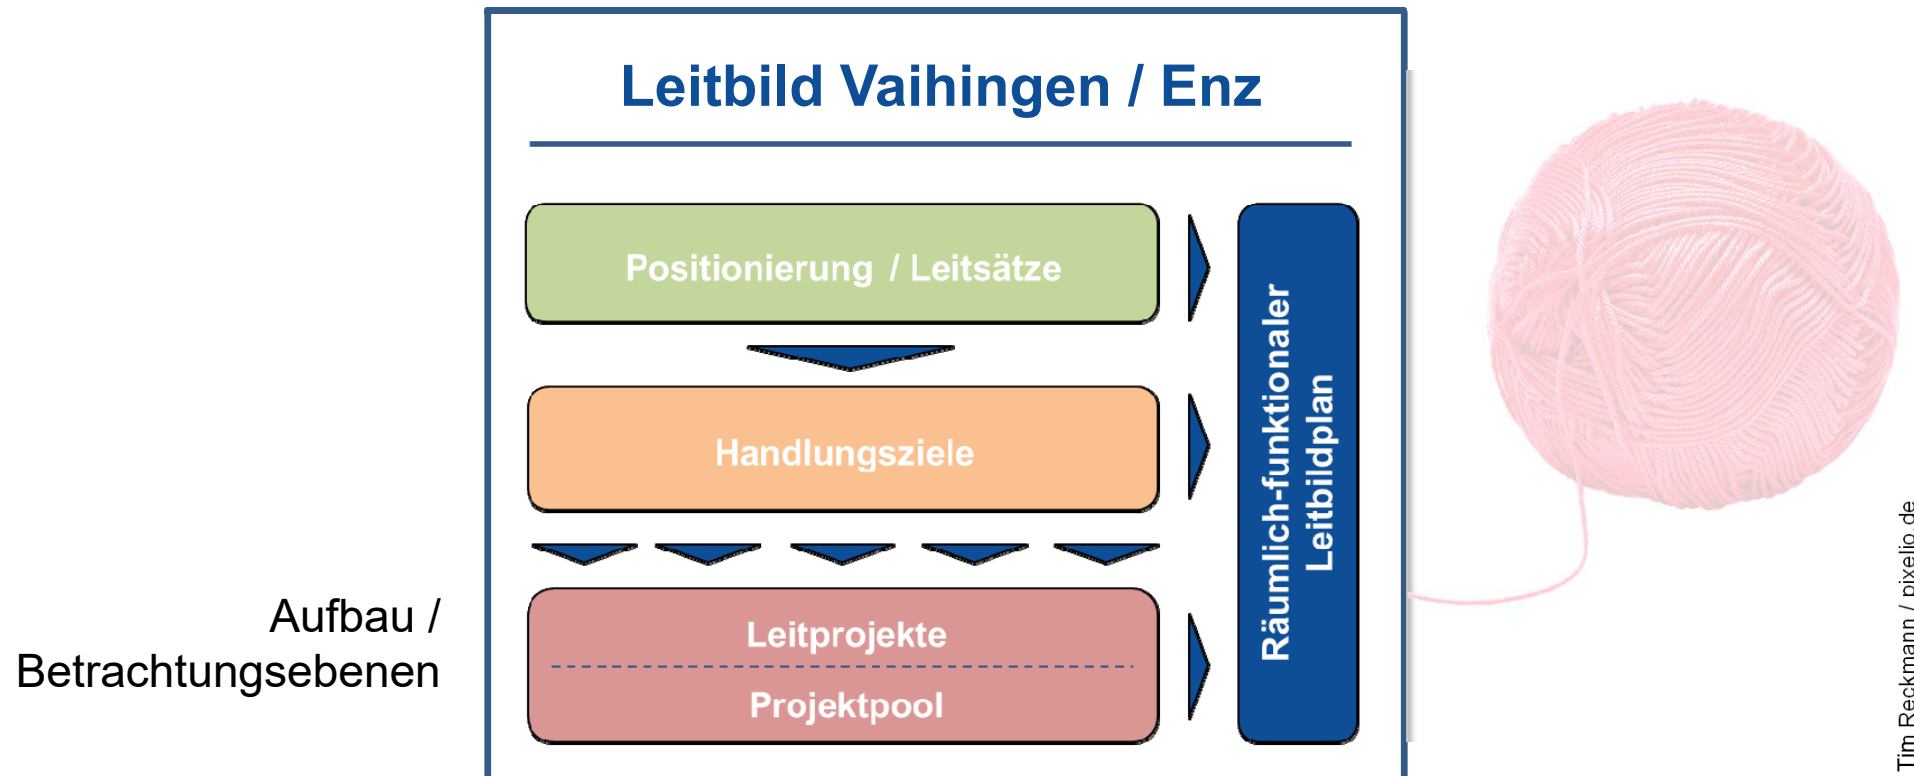 Leitbild Vaihingen / Enz
Positionierung / Leitsätze
Handlungsziele
Leitprojekte
Projektpool
Räumlich-funktionaler
Leitbildplan
Aufbau /
Betrachtungsebenen
Tim Reckmann / pixelio.de